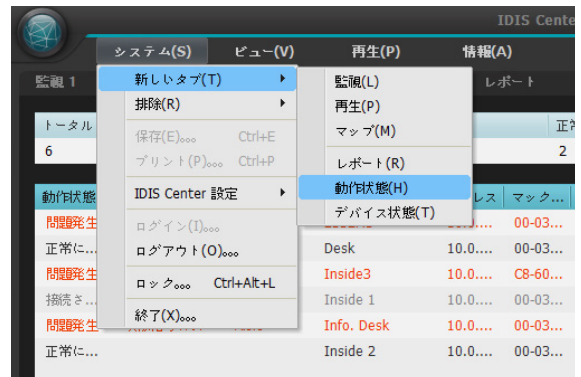 IDIS Cente
システム(S) ビュー(V) 再生(P) 情報(A)
監視 1 レポート
新しいタブ(T)
排除(R)
保存(E)... Ctrl+E
プリント(P)... Ctrl+P
IDIS Center 設定
ログイン(I)...
ログアウト(O)...
ロック... Ctrl+Alt+L
終了(X)...
監視(L)
再生(P)
マップ(M)
レポート(R)
動作状態(H)
デバイス状態(T)
トータル 正常
6 2
動作状態 レス マック...
問題発生 00-03...
正常に... Desk 10.0.... 00-03...
問題発生 Inside3 10.0.... C8-60...
接続さ... Inside 1 10.0.... 00-03...
問題発生 Info. Desk 10.0.... 00-03...
正常に... Inside 2 10.0.... 00-03...